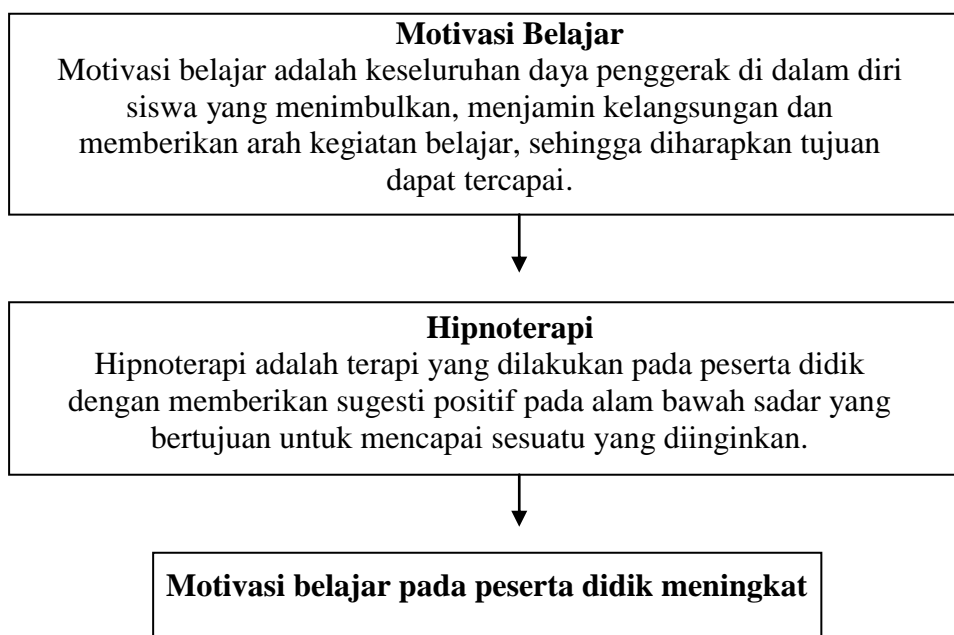 Motivasi Belajar
Motivasi belajar adalah keseluruhan daya penggerak di dalam diri
siswa yang menimbulkan, menjamin kelangsungan dan
memberikan arah kegiatan belajar, sehingga diharapkan tujuan
dapat tercapai.
Hipnoterapi
Hipnoterapi adalah terapi yang dilakukan pada peserta didik
dengan memberikan sugesti positif pada alam bawah sadar yang
bertujuan untuk mencapai sesuatu yang diinginkan.
Motivasi belajar pada peserta didik meningkat